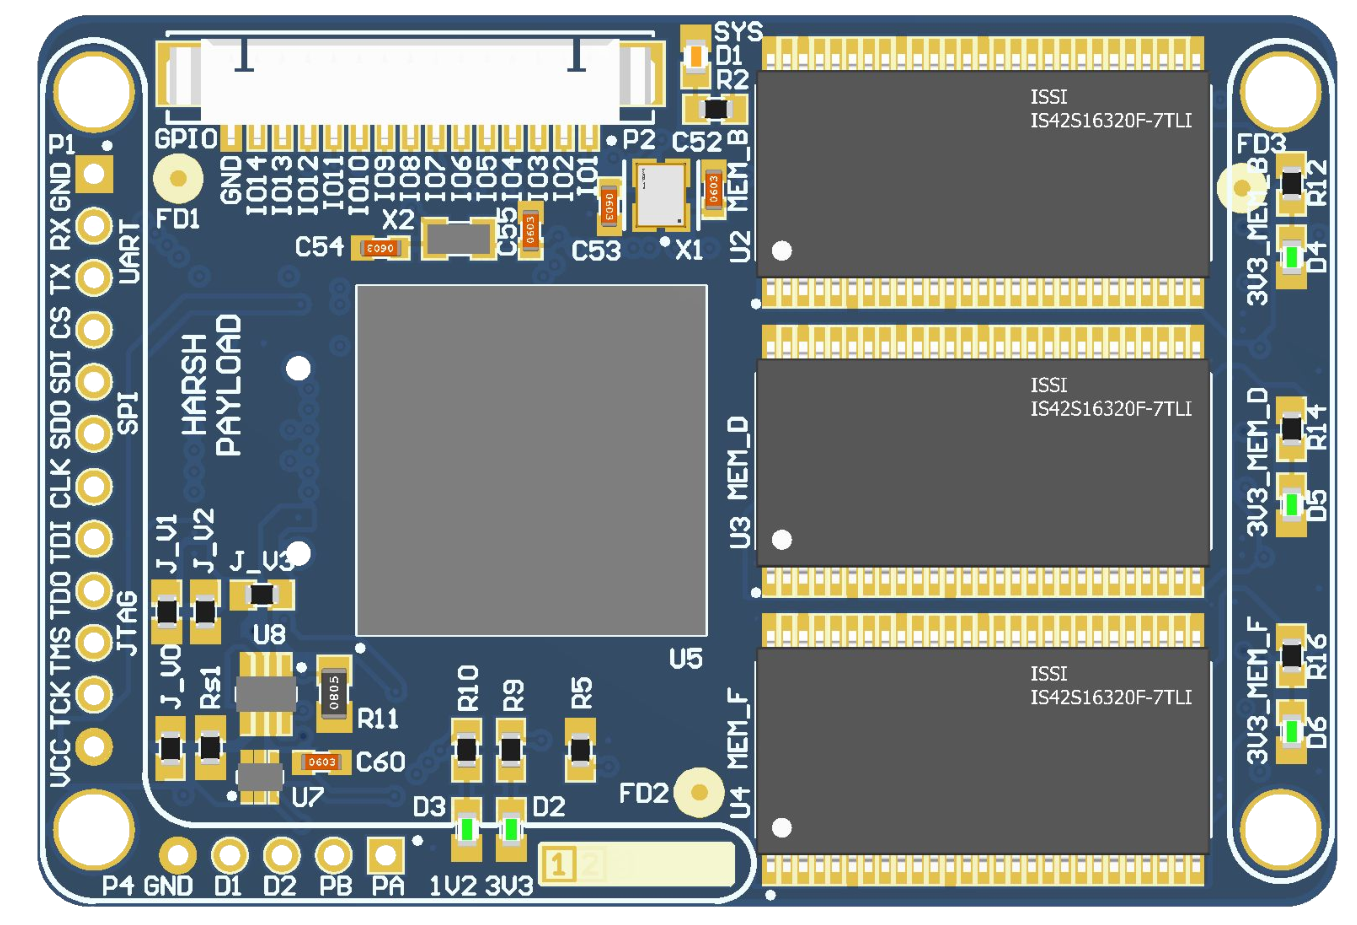 SYS
D1
R2
GPIO
P2
C52
P1
GND
IO14
IO13
IO12
IO11
IO10
IO9
IO8
IO7
IO6
IO5
IO4
IO3
IO2
IO1
MEM_B
U2
ISSI
IS42S16320F-7TLI
FD3
R12
3V3_MEM_B
D4
GND
RX
TX
UART
FD1
X2
C54
0603
C55
0603
0603
C53
X1
0603
CS
SDI
SDO
CLK
SPI
HARSH
PAYLOAD
MEM_D
U3
ISSI
IS42S16320F-7TLI
R14
3V3_MEM_D
D5
TDI
TDO
TMS
TCK
VCC
JTAG
J_V1
J_V2
J_V3
J_V0
Rs1
U8
U5
0805
R11
0603
C60
U7
R10
R9
R5
D3
D2
FD2
MEM_F
U4
ISSI
IS42S16320F-7TLI
R16
3V3_MEM_F
D6
P4
GND
D1
D2
PB
PA
1V2
3V3
1
2